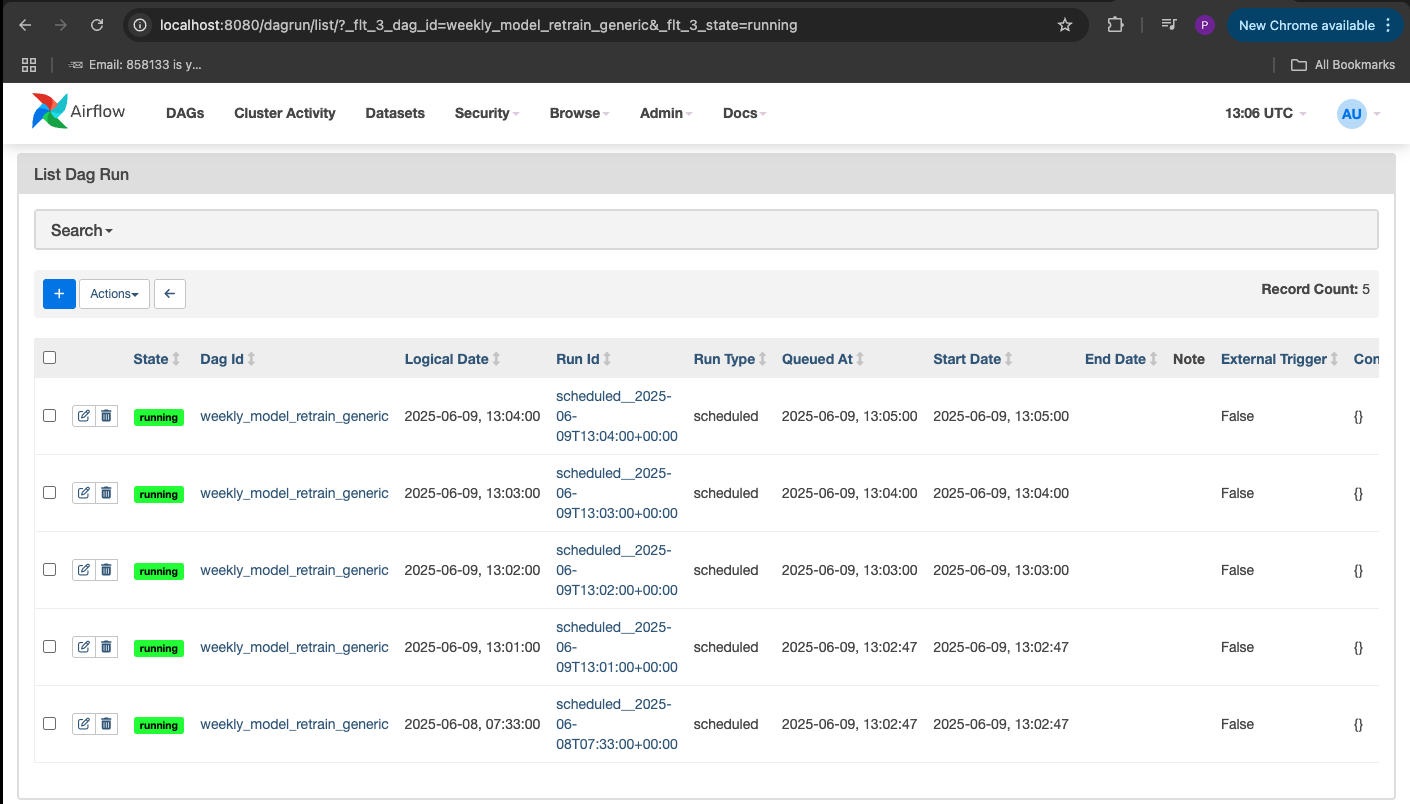 localhost:8080/dagrun/list/?_flt_3_dag_id=weekly_model_retrain_generic&_flt_3_state=running
P
New Chrome available
Email: 858133 is y...
All Bookmarks
Airflow
DAGs
Cluster Activity
Datasets
Security
Browse
Admin
Docs
13:06 UTC
AU
List Dag Run
Search
+
Actions
Record Count: 5
State Dag Id Logical Date Run Id Run Type Queued At Start Date End Date Note External Trigger Con
running weekly_model_retrain_generic 2025-06-09, 13:04:00 scheduled__2025-
06-
09T13:04:00+00:00 scheduled 2025-06-09, 13:05:00 2025-06-09, 13:05:00 False {}
running weekly_model_retrain_generic 2025-06-09, 13:03:00 scheduled__2025-
06-
09T13:03:00+00:00 scheduled 2025-06-09, 13:04:00 2025-06-09, 13:04:00 False {}
running weekly_model_retrain_generic 2025-06-09, 13:02:00 scheduled__2025-
06-
09T13:02:00+00:00 scheduled 2025-06-09, 13:03:00 2025-06-09, 13:03:00 False {}
running weekly_model_retrain_generic 2025-06-09, 13:01:00 scheduled__2025-
06-
09T13:01:00+00:00 scheduled 2025-06-09, 13:02:47 2025-06-09, 13:02:47 False {}
running weekly_model_retrain_generic 2025-06-08, 07:33:00 scheduled__2025-
06-
08T07:33:00+00:00 scheduled 2025-06-09, 13:02:47 2025-06-09, 13:02:47 False {}